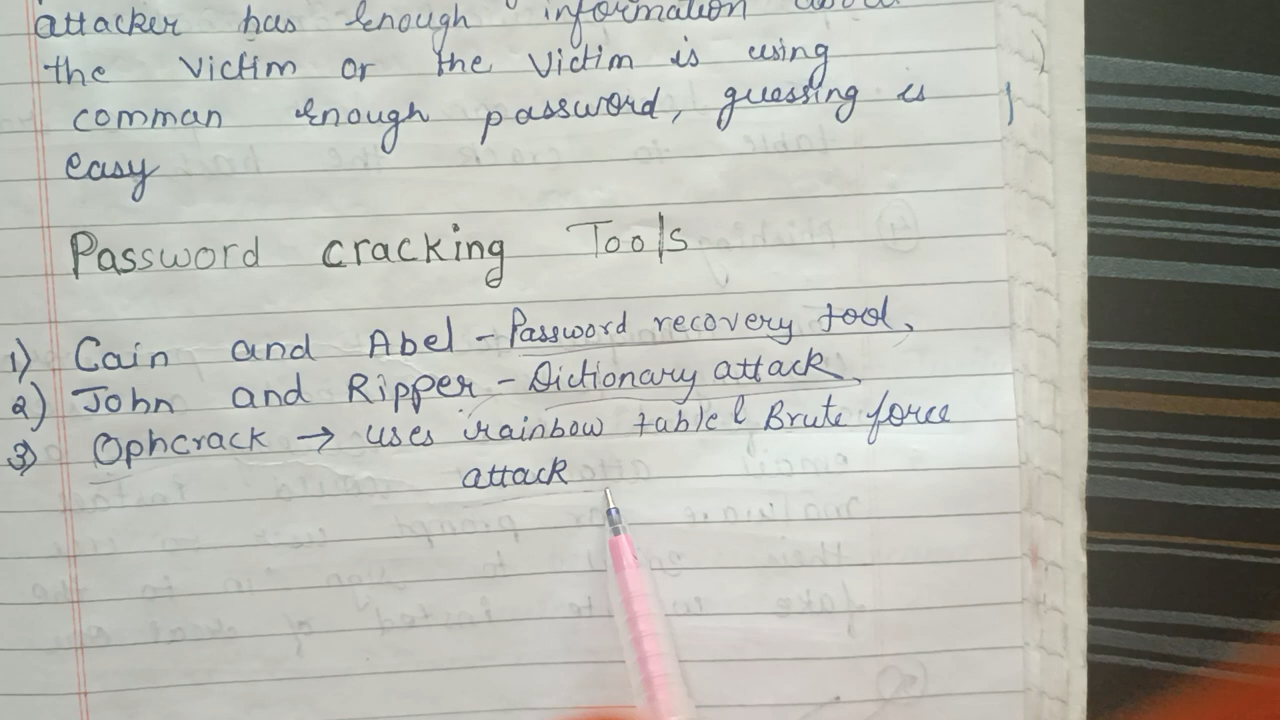 attacker has enough information
the victim or the victim is using
comman enough password, guessing is
easy
Password cracking Tools
1) Cain and Abel - Password recovery tool,
2) John and Ripper - Dictionary attack,
3) Ophcrack → uses rainbow table & Brute force
attack